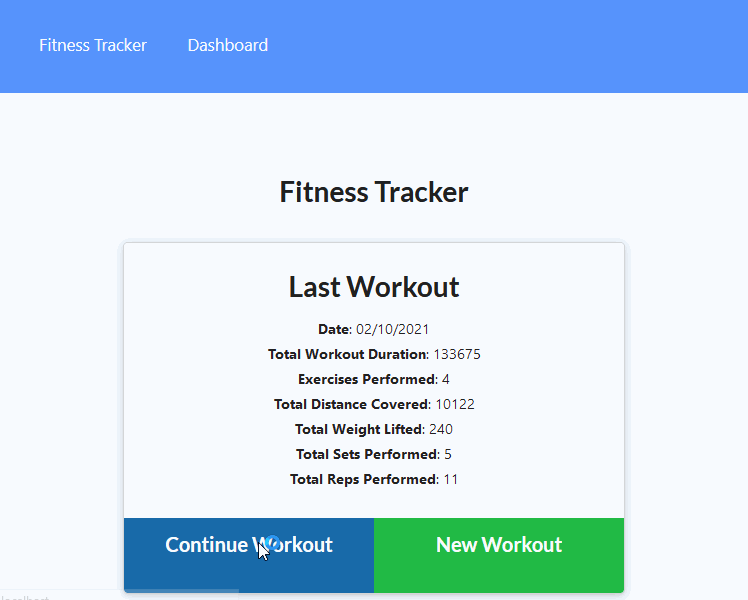 Fitness Tracker Dashboard
Fitness Tracker
Last Workout
Date: 02/10/2021
Total Workout Duration: 133675
Exercises Performed: 4
Total Distance Covered: 10122
Total Weight Lifted: 240
Total Sets Performed: 5
Total Reps Performed: 11
Continue Workout New Workout